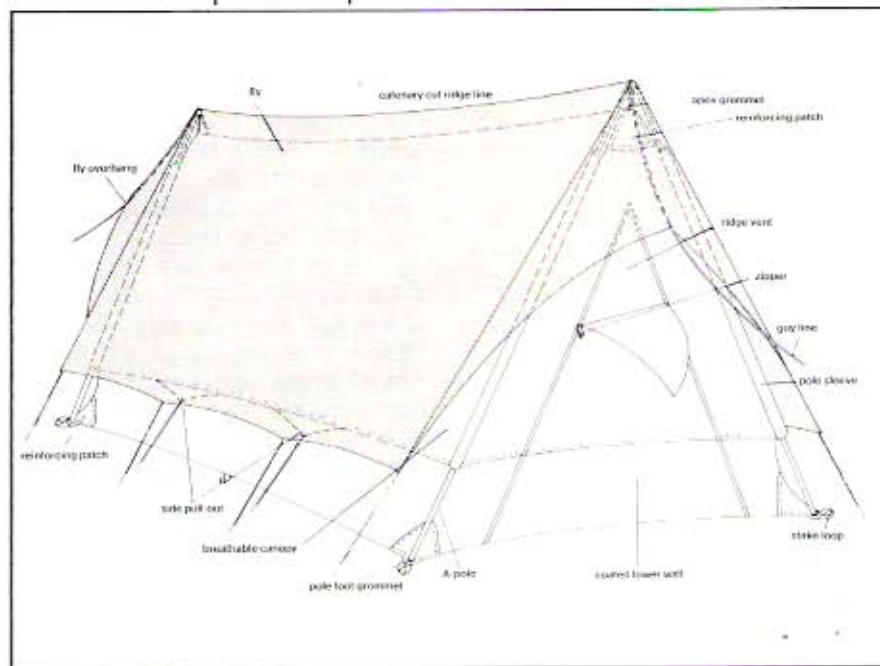 fly
catenary cut ridge line
apex grommet
reinforcing patch
fly overhang
ridge vent
zipper
guy line
pole sleeve
reinforcing patch
side pull-out
stake loop
breathable canopy
pole foot grommet
A-pole
coated lower wall